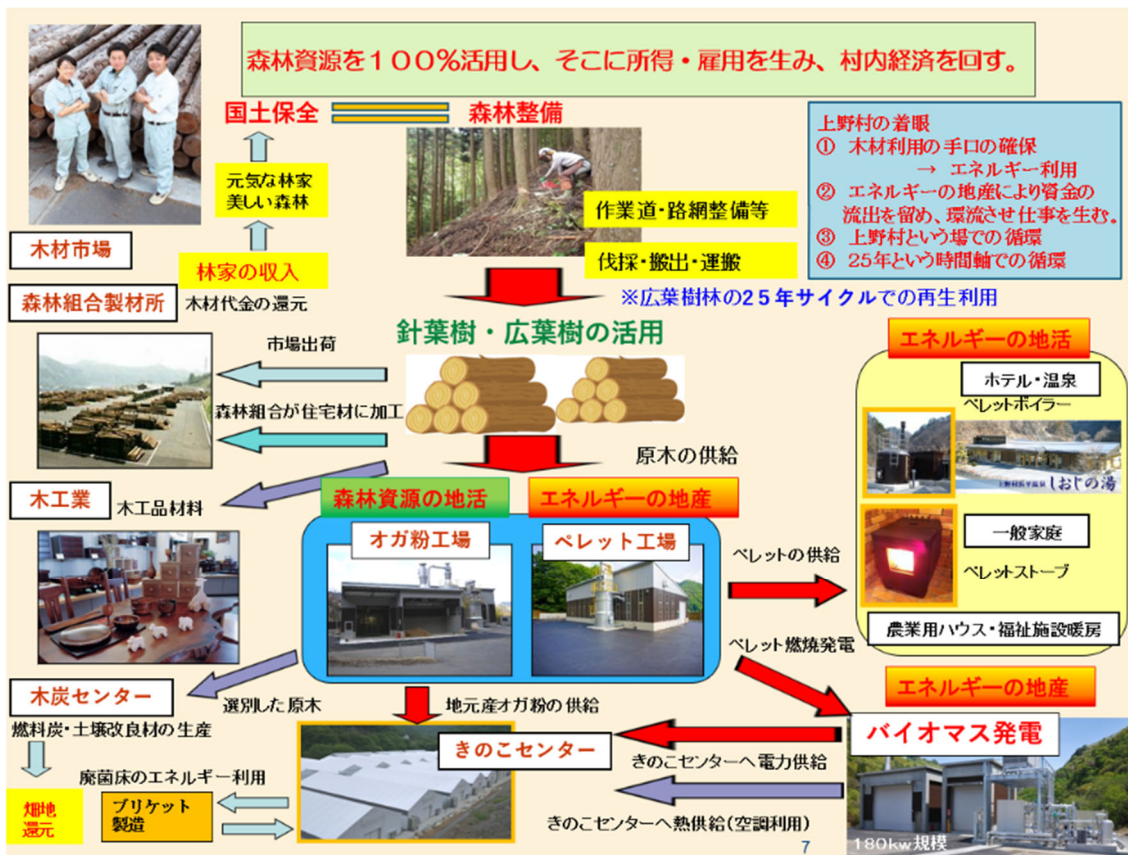 森林資源を１００％活用し、そこに所得・雇用を生み、村内経済を回す。
国土保全
森林整備
元気な林家
美しい森林
林家の収入
木材代金の還元
作業道・路網整備等
伐採・搬出・運搬
上野村の着眼
① 木材利用の手口の確保
→ エネルギー利用
② エネルギーの地産により資金の
流出を留め、環流させ仕事を生む。
③ 上野村という場での循環
④ 25年という時間軸での循環
※広葉樹林の25年サイクルでの再生利用
木材市場
森林組合製材所
針葉樹・広葉樹の活用
市場出荷
森林組合が住宅材に加工
原木の供給
木工業
木工品材料
森林資源の地活
エネルギーの地産
オガ粉工場
ペレット工場
エネルギーの地活
ホテル・温泉
ペレットボイラー
上野村浜平温泉 しおじの湯
一般家庭
ペレットストーブ
農業用ハウス・福祉施設暖房
ペレットの供給
ペレット燃焼発電
エネルギーの地産
バイオマス発電
180kw規模
木炭センター
選別した原木
燃料炭・土壌改良材の生産
地元産オガ粉の供給
きのこセンター
きのこセンターへ電力供給
きのこセンターへ熱供給(空調利用)
廃菌床のエネルギー利用
畑地
還元
ブリケット
製造
7